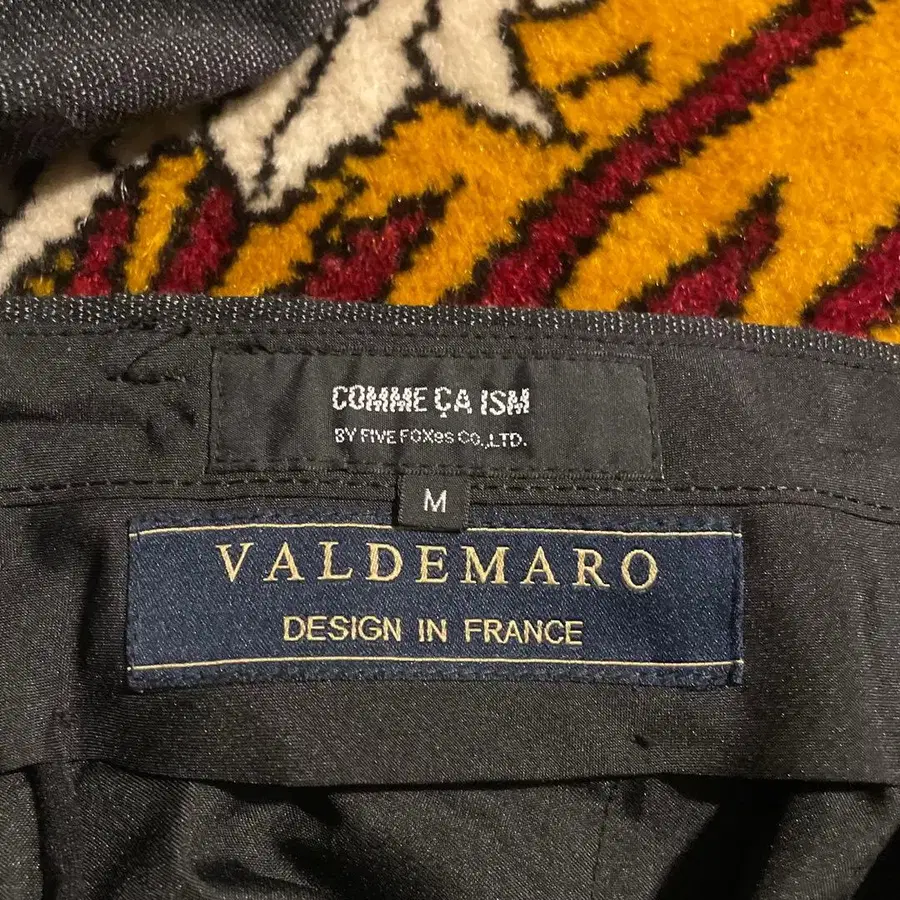 COMME ÇA ISM
BY FIVE FOXes CO.,LTD.
M
VALDEMARO
DESIGN IN FRANCE